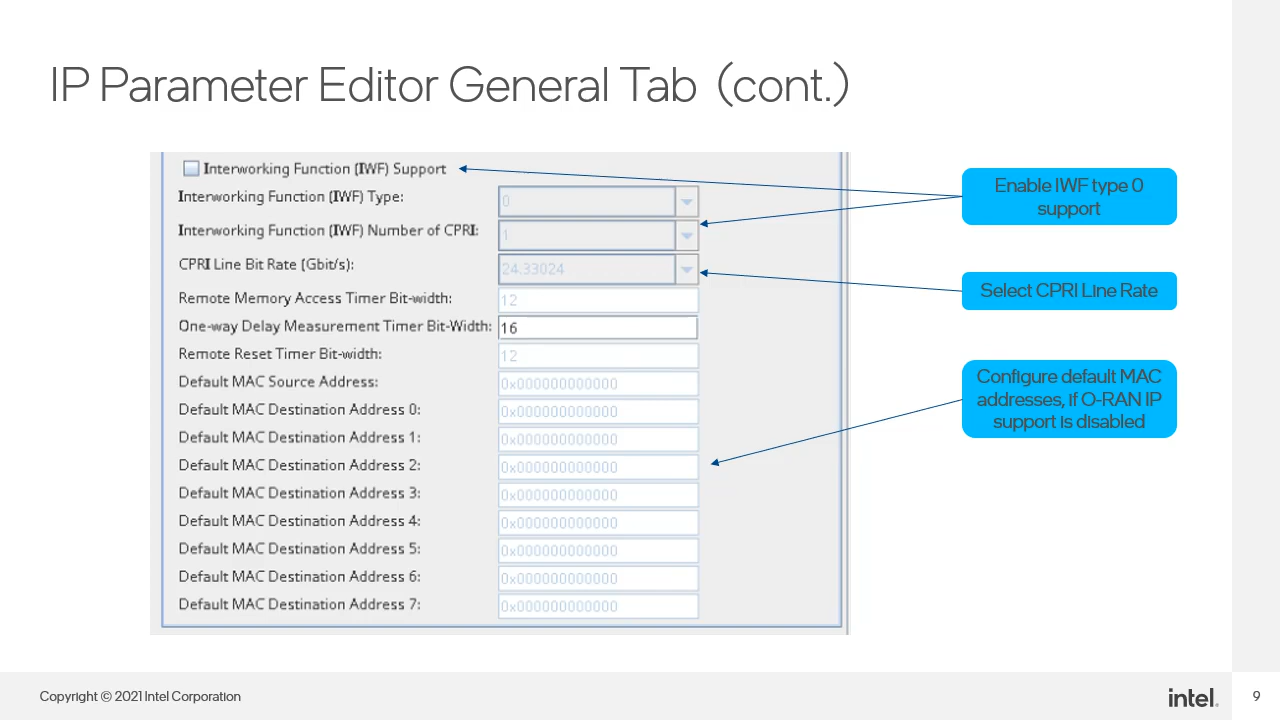 IP Parameter Editor General Tab (cont.)
Interworking Function (IWF) Support
Interworking Function (IWF) Type: 0
Interworking Function (IWF) Number of CPRI: 1
CPRI Line Bit Rate (Gbit/s): 24.33024
Remote Memory Access Timer Bit-width: 12
One-way Delay Measurement Timer Bit-Width: 16
Remote Reset Timer Bit-width: 12
Default MAC Source Address: 0x000000000000
Default MAC Destination Address 0: 0x000000000000
Default MAC Destination Address 1: 0x000000000000
Default MAC Destination Address 2: 0x000000000000
Default MAC Destination Address 3: 0x000000000000
Default MAC Destination Address 4: 0x000000000000
Default MAC Destination Address 5: 0x000000000000
Default MAC Destination Address 6: 0x000000000000
Default MAC Destination Address 7: 0x000000000000
Enable IWF type 0
support
Select CPRI Line Rate
Configure default MAC
addresses, if O-RAN IP
support is disabled
Copyright © 2021 Intel Corporation
intel.
9